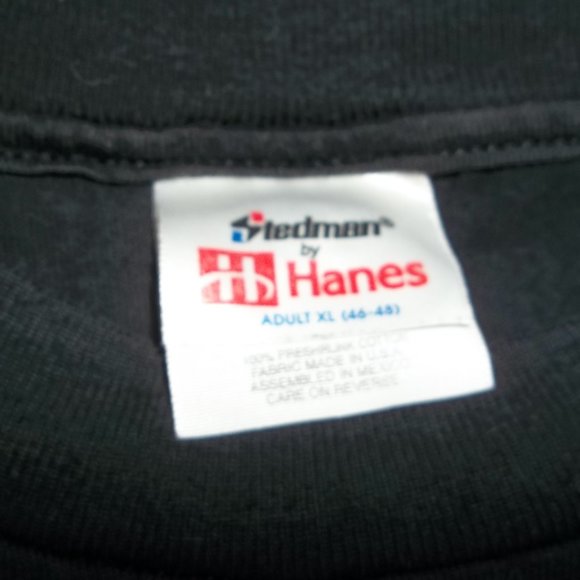 Stedman
by
Hanes
ADULT XL (46-48)
100% PRESHRUNK COTTON
FABRIC MADE IN U.S.A.
ASSEMBLED IN MEXICO
CARE ON REVERSE